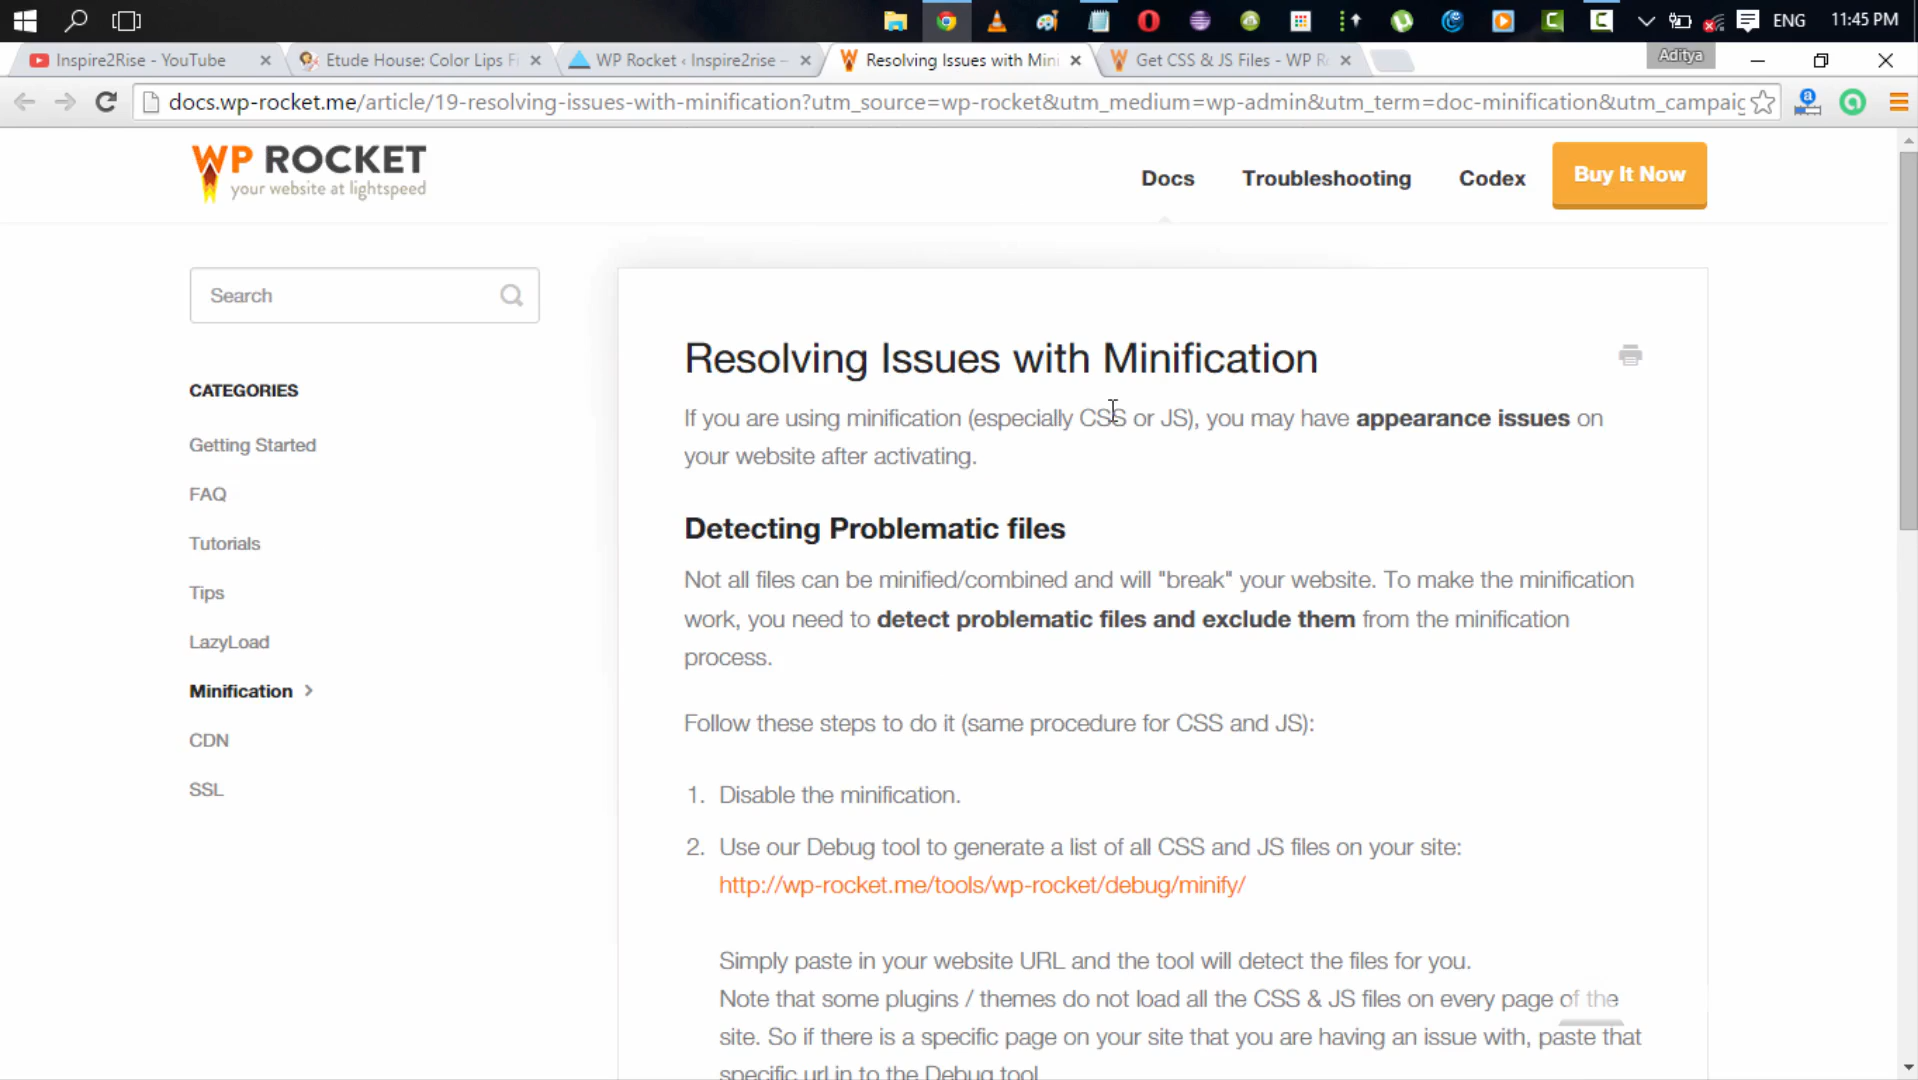 ENG
11:45 PM
Inspire2Rise - YouTube
Etude House: Color Lips Fi
WP Rocket ‹ Inspire2rise —
Resolving Issues with Mini
Get CSS & JS Files - WP Ro
Aditya
docs.wp-rocket.me/article/19-resolving-issues-with-minification?utm_source=wp-rocket&utm_medium=wp-admin&utm_term=doc-minification&utm_campaig
WP ROCKET
your website at lightspeed
Docs
Troubleshooting
Codex
Buy It Now
Search
CATEGORIES
Getting Started
FAQ
Tutorials
Tips
LazyLoad
Minification
CDN
SSL
Resolving Issues with Minification
If you are using minification (especially CSS or JS), you may have appearance issues on
your website after activating.
Detecting Problematic files
Not all files can be minified/combined and will "break" your website. To make the minification
work, you need to detect problematic files and exclude them from the minification
process.
Follow these steps to do it (same procedure for CSS and JS):
1. Disable the minification.
2. Use our Debug tool to generate a list of all CSS and JS files on your site:
http://wp-rocket.me/tools/wp-rocket/debug/minify/
Simply paste in your website URL and the tool will detect the files for you.
Note that some plugins / themes do not load all the CSS & JS files on every page of the
site. So if there is a specific page on your site that you are having an issue with, paste that
specific url in to the Debug tool